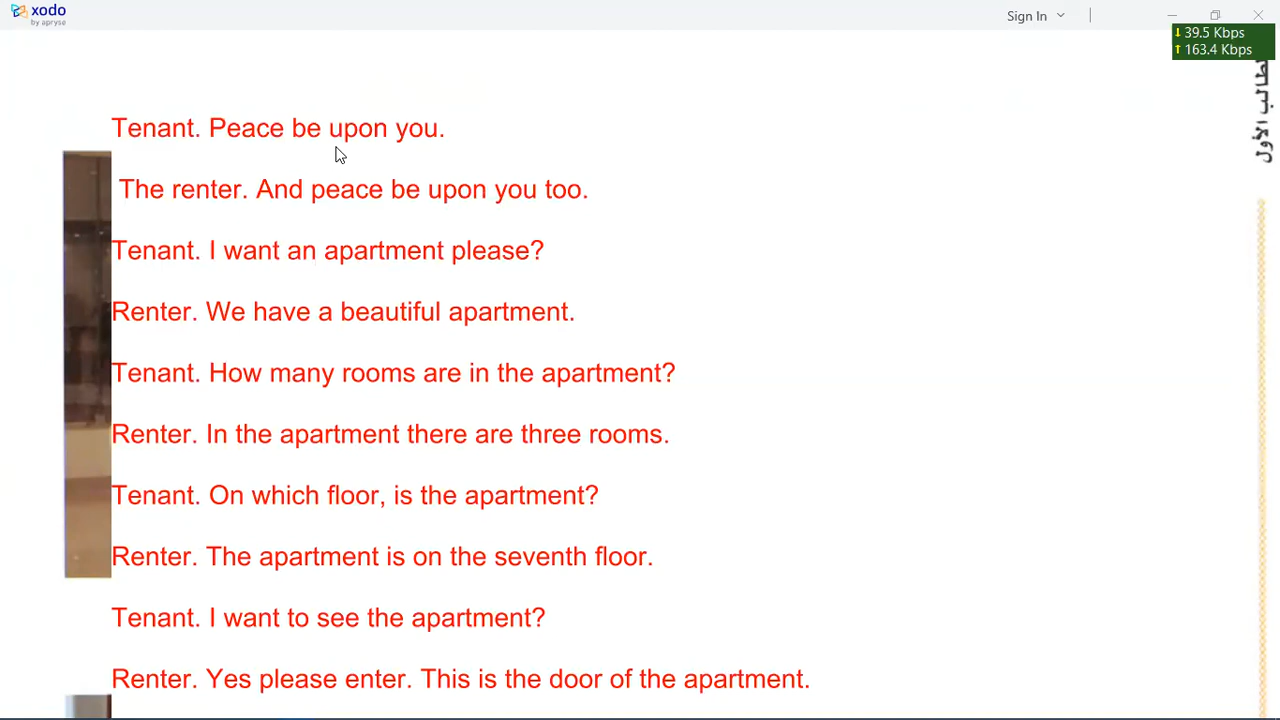 xodo
by apryse
Sign In
↓ 39.5 Kbps
↑ 163.4 Kbps
الطالب الأول
Tenant. Peace be upon you.
The renter. And peace be upon you too.
Tenant. I want an apartment please?
Renter. We have a beautiful apartment.
Tenant. How many rooms are in the apartment?
Renter. In the apartment there are three rooms.
Tenant. On which floor, is the apartment?
Renter. The apartment is on the seventh floor.
Tenant. I want to see the apartment?
Renter. Yes please enter. This is the door of the apartment.